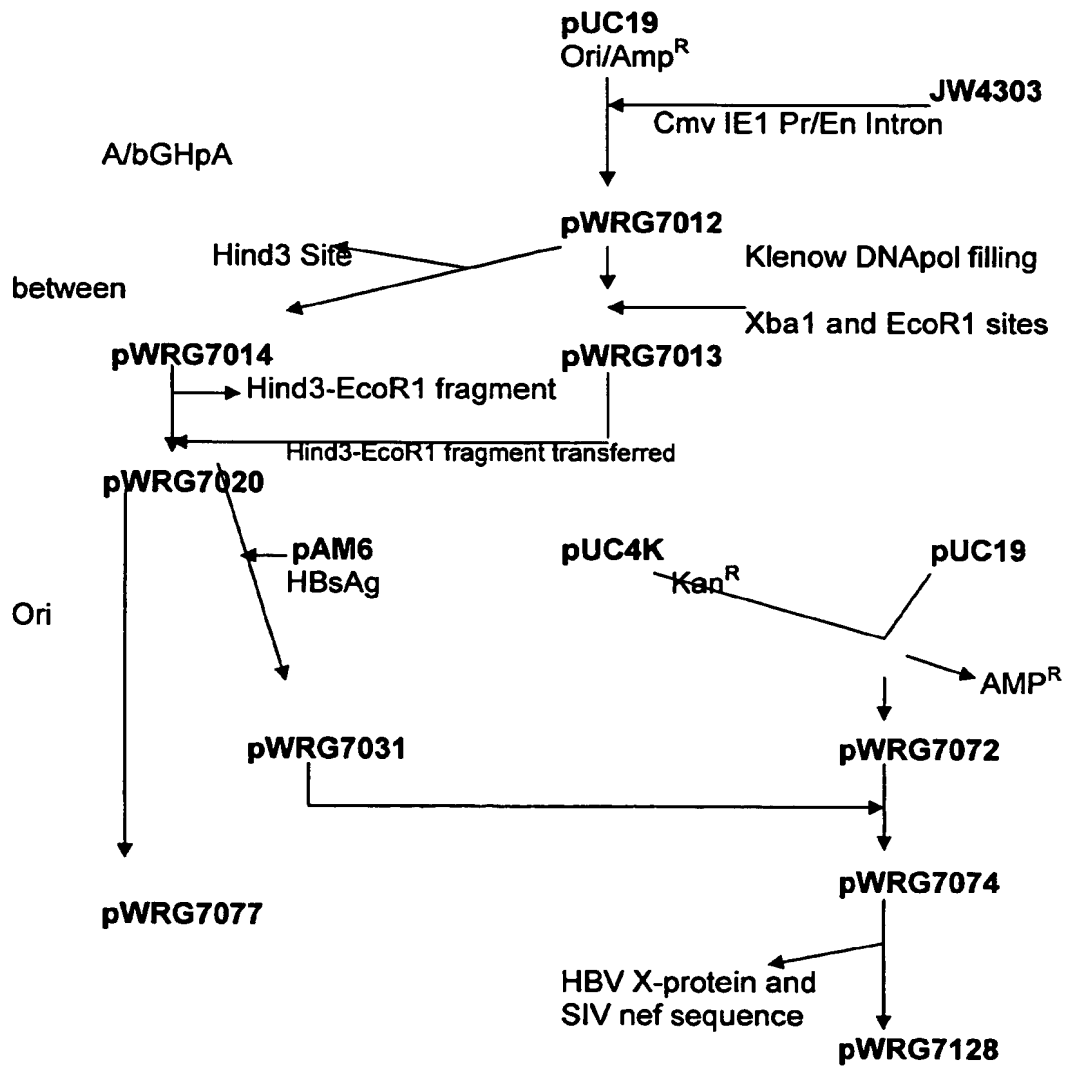 pUC19
Ori/Amp^R
JW4303
Cmv IE1 Pr/En Intron
A/bGHpA
pWRG7012
Hind3 Site
Klenow DNApol filling
between
Xba1 and EcoR1 sites
pWRG7014
pWRG7013
Hind3-EcoR1 fragment
Hind3-EcoR1 fragment transferred
pWRG7020
pAM6
HBsAg
pUC4K
pUC19
Kan^R
Ori
AMP^R
pWRG7031
pWRG7072
pWRG7074
pWRG7077
HBV X-protein and
SIV nef sequence
pWRG7128